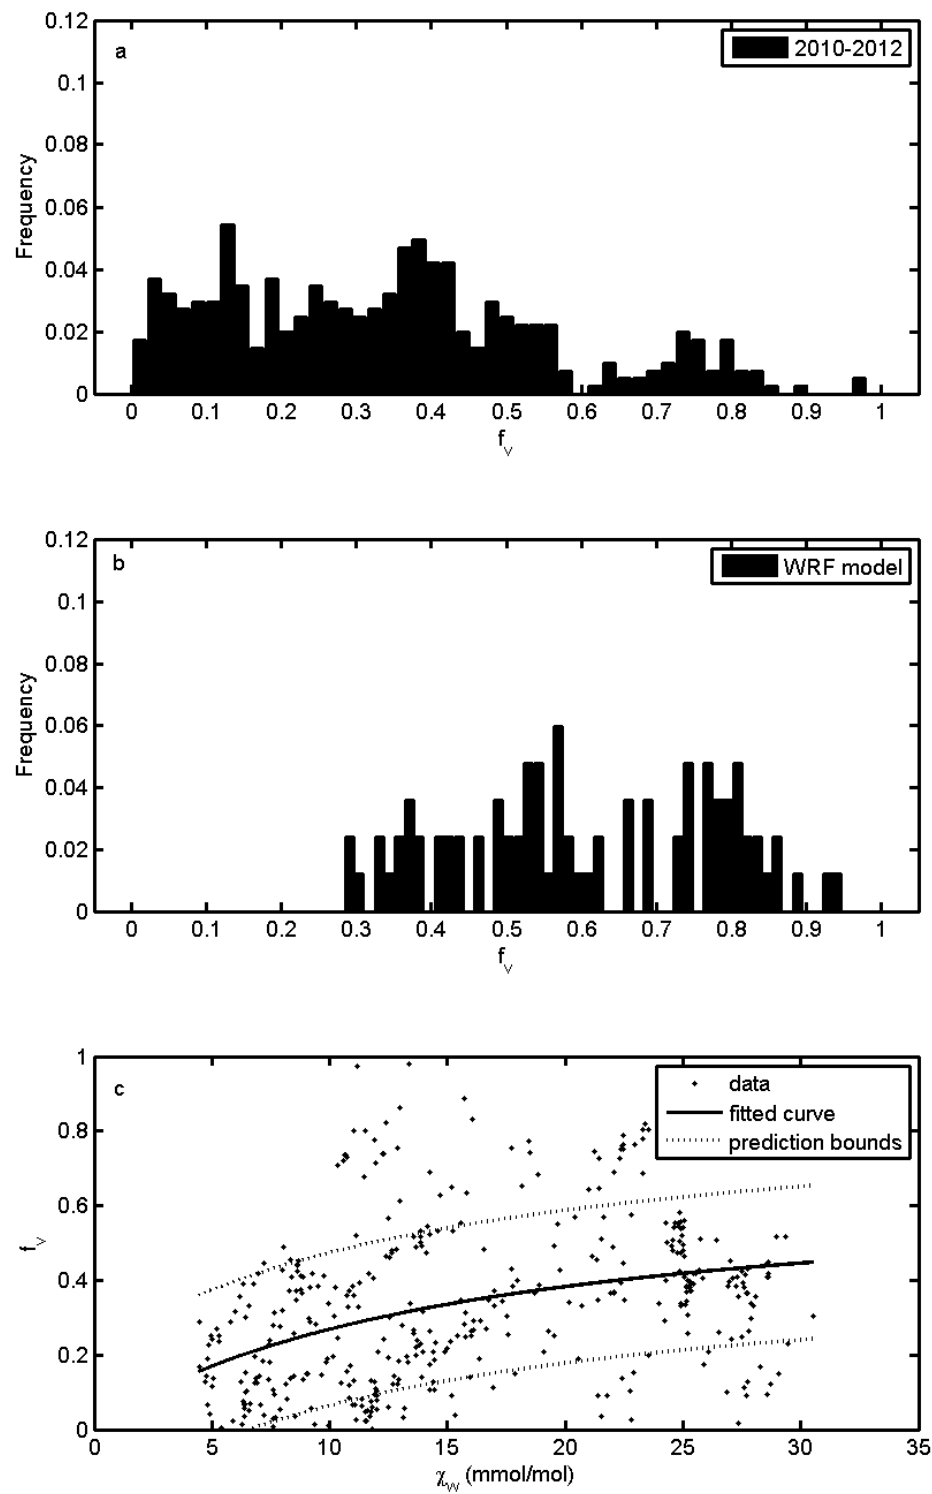 0.12
a
2010-2012
0.1
0.08
0.06
0.04
0.02
0
Frequency
0 0.1 0.2 0.3 0.4 0.5 0.6 0.7 0.8 0.9 1
fᵥ
0.12
b
WRF model
0.1
0.08
0.06
0.04
0.02
0
Frequency
0 0.1 0.2 0.3 0.4 0.5 0.6 0.7 0.8 0.9 1
fᵥ
1
c
data
fitted curve
prediction bounds
0.8
0.6
0.4
0.2
0
fᵥ
0 5 10 15 20 25 30 35
χ_W (mmol/mol)